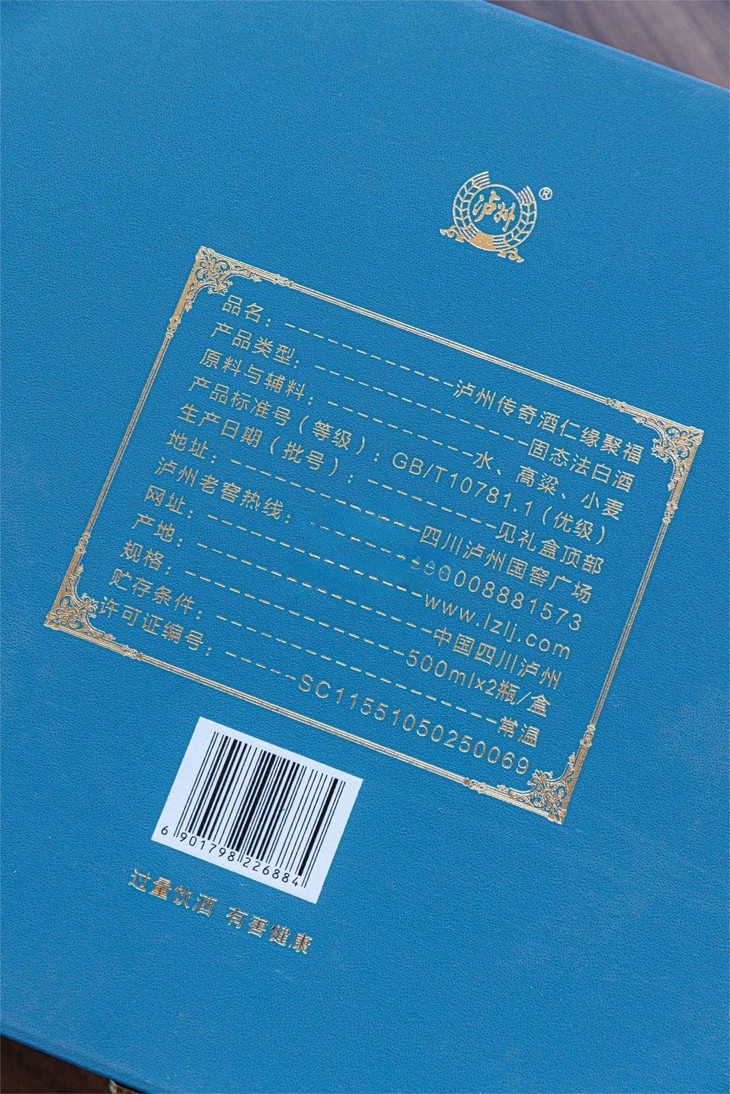 泸州®
品名：------------泸州传奇酒仁缘聚福
产品类型：---------------固态法白酒
原料与辅料：----------水、高粱、小麦
产品标准号（等级）：GB/T10781.1（优级）
生产日期（批号）：---------见礼盒顶部
地址：--------------四川泸州国窖广场
泸州老窖热线：
网址：---------------www.lzlj.com
产地：-----------------中国四川泸州
规格：----------------500mlx2瓶/盒
贮存条件：--------------------常温
许可证编号：-----SC11551050250069
6 901798 226884
过量饮酒 有害健康